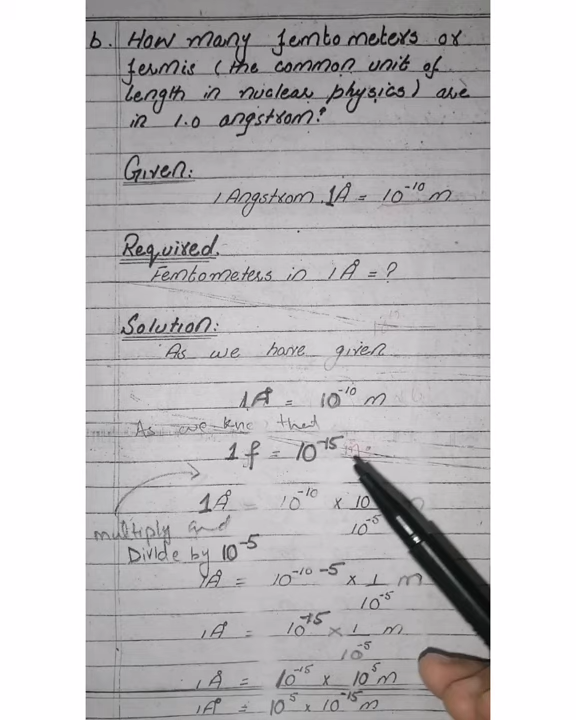 b. How many femtometers or
fermis (the common unit of
length in nuclear physics) are
in 1.0 angstrom?
Given:
1 Angstrom 1Å = 10⁻¹⁰ m
Required.
Femtometers in 1Å = ?
Solution:
As we have given
1Å = 10⁻¹⁰ m
As we know that
1 f = 10⁻¹⁵
1Å = 10⁻¹⁰ × 10
10⁻⁵
multiply and
Divide by 10⁻⁵
1Å = 10⁻¹⁰⁻⁵ × 1 m
10⁻⁵
1Å = 10⁻¹⁵ × 1 m
10⁻⁵
1Å = 10⁻¹⁵ × 10⁵ m
1Å = 10⁵ × 10⁻¹⁵ m